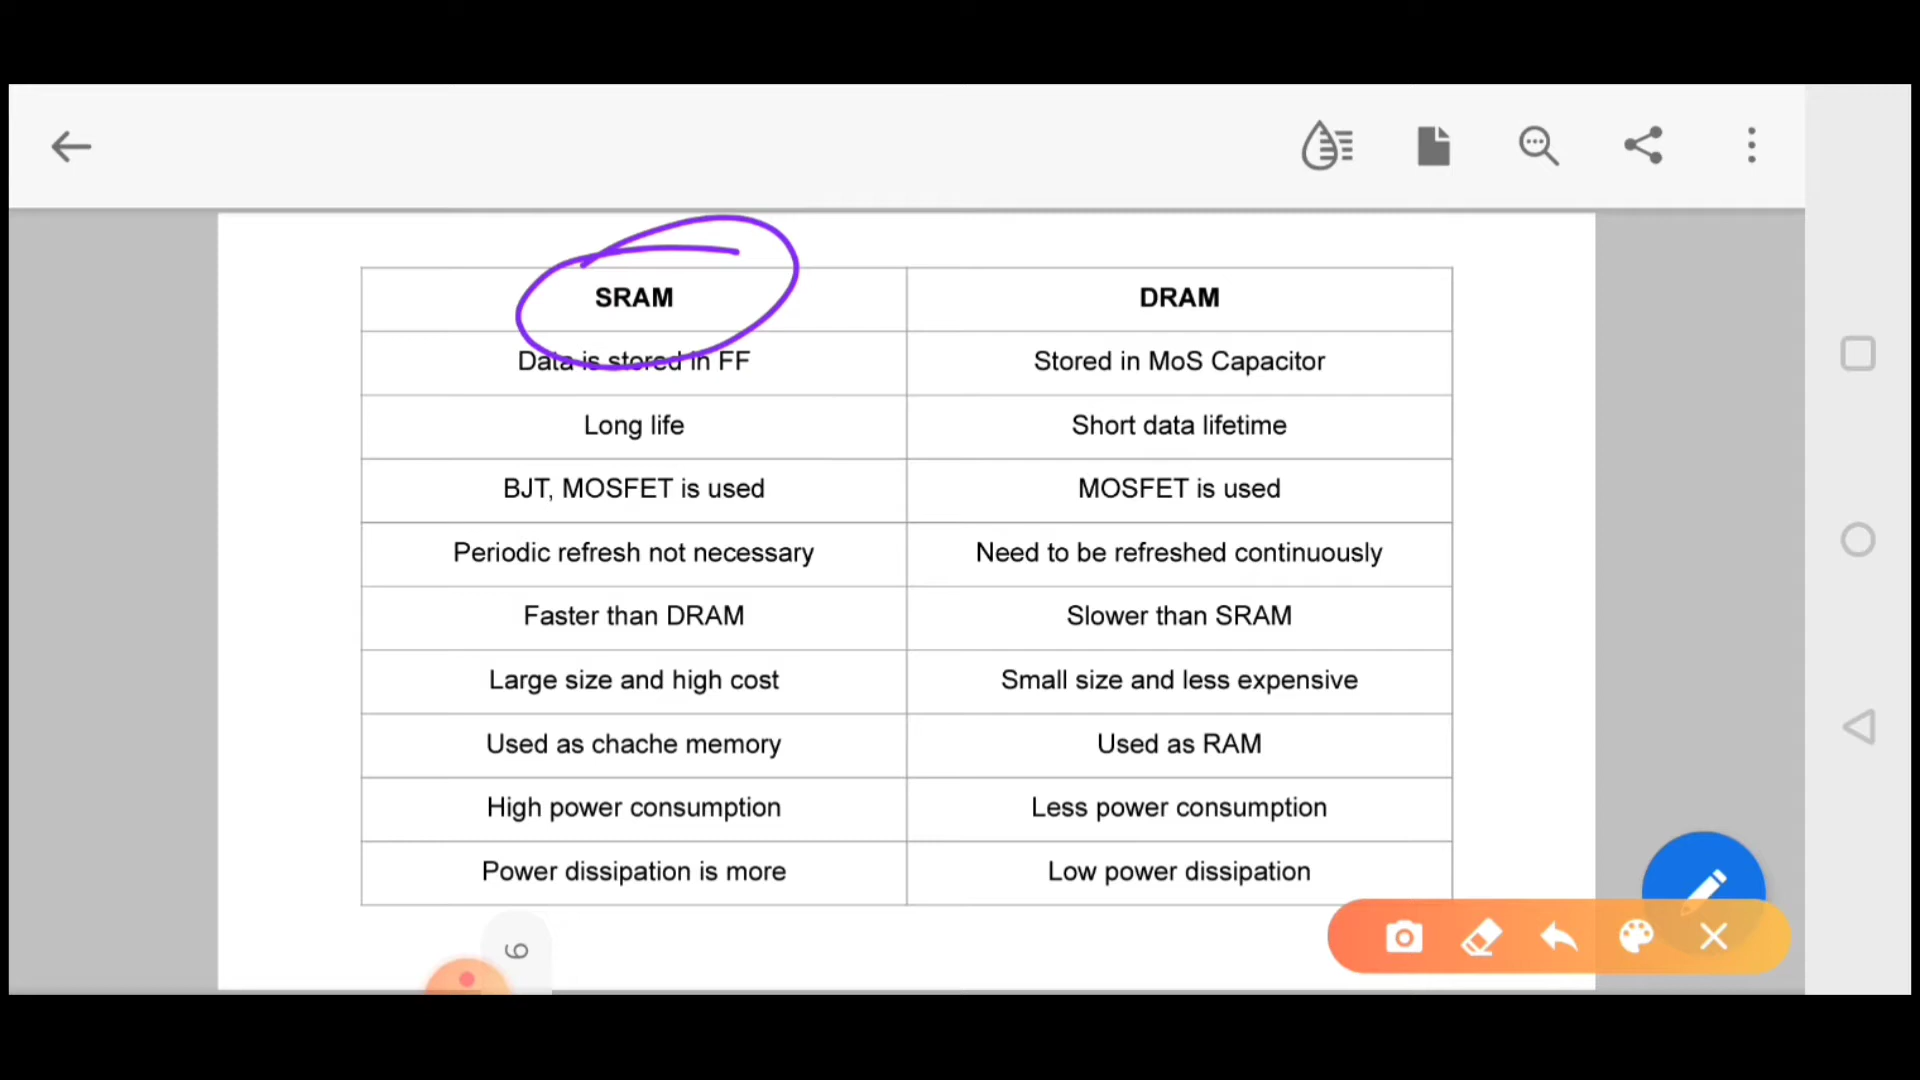 SRAM DRAM
Data is stored in FF Stored in MoS Capacitor
Long life Short data lifetime
BJT, MOSFET is used MOSFET is used
Periodic refresh not necessary Need to be refreshed continuously
Faster than DRAM Slower than SRAM
Large size and high cost Small size and less expensive
Used as chache memory Used as RAM
High power consumption Less power consumption
Power dissipation is more Low power dissipation
9